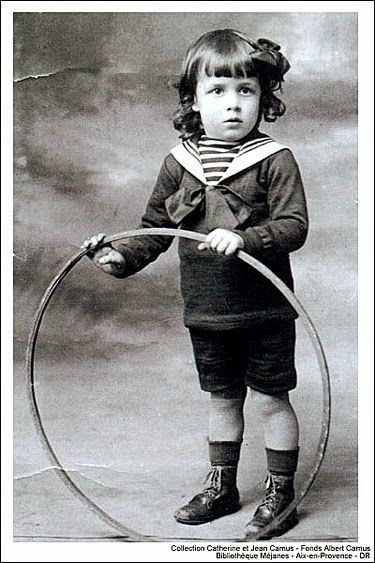 Collection Catherine et Jean Camus - Fonds Albert Camus
Bibliothèque Méjanes - Aix-en-Provence - DR